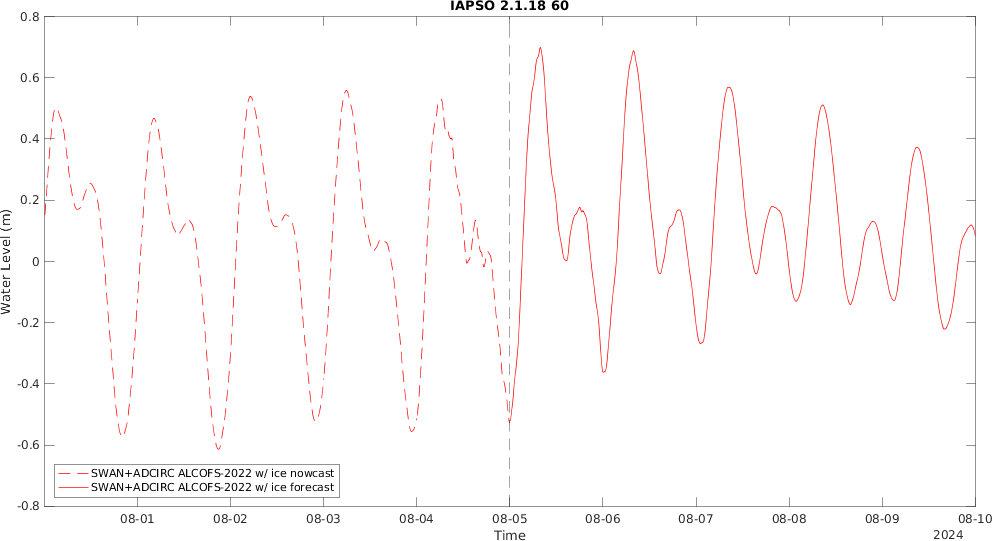 IAPSO 2.1.18 60
0.8
0.6
0.4
0.2
0
-0.2
-0.4
-0.6
-0.8
Water Level (m)
SWAN+ADCIRC ALCOFS-2022 w/ ice nowcast
SWAN+ADCIRC ALCOFS-2022 w/ ice forecast
08-01 08-02 08-03 08-04 08-05 08-06 08-07 08-08 08-09 08-10
Time
2024